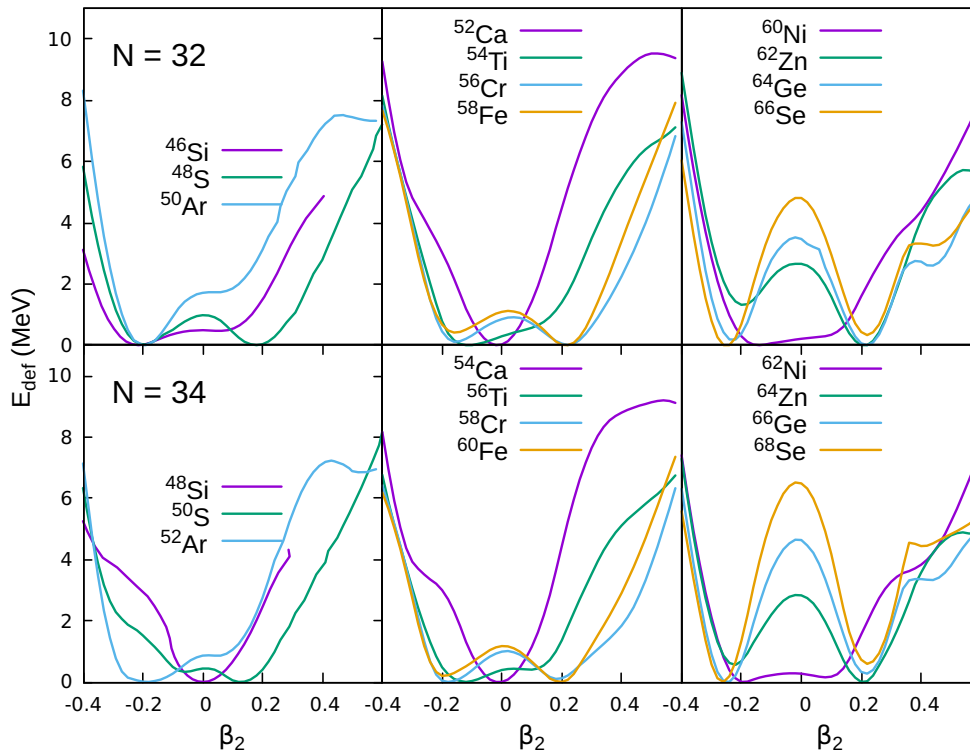 N = 32
⁴⁶Si
⁴⁸S
⁵⁰Ar
⁵²Ca
⁵⁴Ti
⁵⁶Cr
⁵⁸Fe
⁶⁰Ni
⁶²Zn
⁶⁴Ge
⁶⁶Se
10
8
6
4
2
0
E_def (MeV)
N = 34
⁴⁸Si
⁵⁰S
⁵²Ar
⁵⁴Ca
⁵⁶Ti
⁵⁸Cr
⁶⁰Fe
⁶²Ni
⁶⁴Zn
⁶⁶Ge
⁶⁸Se
10
8
6
4
2
0
-0.4 -0.2 0.0 0.2 0.4 -0.4 -0.2 0 0.2 0.4 -0.4 -0.2 0 0.2 0.4
β₂ β₂ β₂